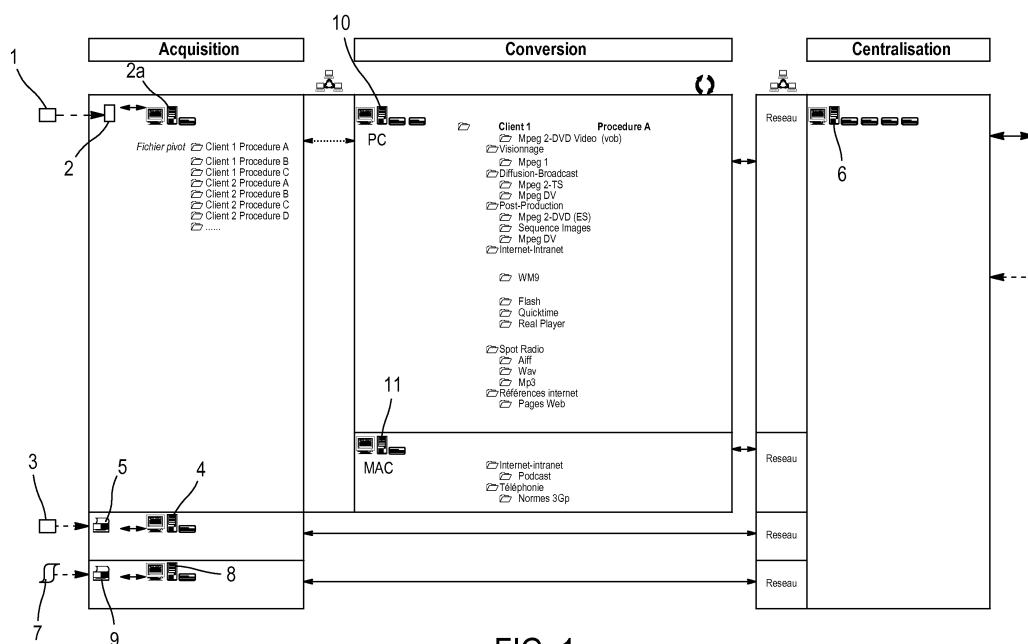 10
Acquisition
Conversion
Centralisation
1
2a
2
PC
Reseau
6
Fichier pivot Client 1 Procedure A
Client 1 Procedure B
Client 1 Procedure C
Client 2 Procedure A
Client 2 Procedure B
Client 2 Procedure C
Client 2 Procedure D
......
Client 1 Procedure A
Mpeg 2-DVD Video (vob)
Visionnage
Mpeg 1
Diffusion-Broadcast
Mpeg 2-TS
Mpeg DV
Post-Production
Mpeg 2-DVD (ES)
Sequence Images
Mpeg DV
Internet-Intranet
WM9
Flash
Quicktime
Real Player
Spot Radio
Aiff
Wav
Mp3
Références internet
Pages Web
11
MAC
Reseau
Internet-intranet
Podcast
Téléphonie
Normes 3Gp
3
5
4
Reseau
7
9
8
Reseau
FIG. 1